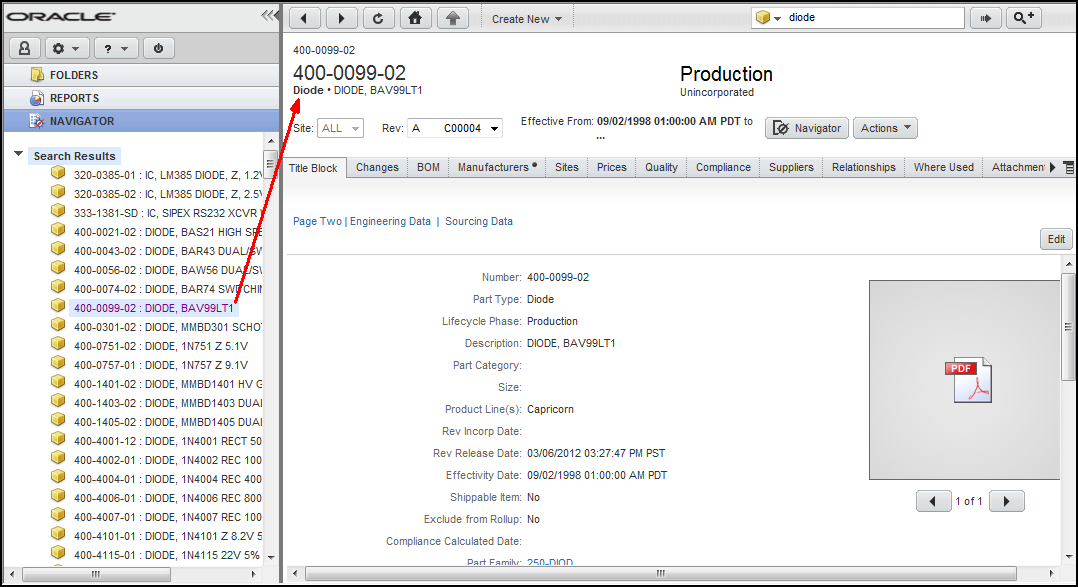 ORACLE
Create New
diode
?
FOLDERS
REPORTS
NAVIGATOR
Search Results
320-0385-01 : IC, LM385 DIODE, Z, 1.2V
320-0385-02 : IC, LM385 DIODE, Z, 2.5V
333-1381-SD : IC, SIPEX RS232 XCVR
400-0021-02 : DIODE, BAS21 HIGH SPE
400-0043-02 : DIODE, BAR43 DUAL/SW
400-0056-02 : DIODE, BAW56 DUAL/SW
400-0074-02 : DIODE, BAR74 SWITCHIN
400-0099-02 : DIODE, BAV99LT1
400-0301-02 : DIODE, MMBD301 SCHOT
400-0751-02 : DIODE, 1N751 Z 5.1V
400-0757-01 : DIODE, 1N757 Z 9.1V
400-1401-02 : DIODE, MMBD1401 HV G
400-1403-02 : DIODE, MMBD1403 DUAL
400-1405-02 : DIODE, MMBD1405 DUAL
400-4001-12 : DIODE, 1N4001 RECT 50
400-4002-01 : DIODE, 1N4002 REC 100
400-4004-01 : DIODE, 1N4004 REC 400
400-4006-01 : DIODE, 1N4006 REC 800
400-4007-01 : DIODE, 1N4007 REC 100
400-4101-01 : DIODE, 1N4101 Z 8.2V 5
400-4115-01 : DIODE, 1N4115 22V 5%
400-0099-02
400-0099-02
Diode • DIODE, BAV99LT1
Production
Unincorporated
Site: ALL Rev: A C00004 Effective From: 09/02/1998 01:00:00 AM PDT to
...
Navigator Actions
Title Block Changes BOM Manufacturers Sites Prices Quality Compliance Suppliers Relationships Where Used Attachment
Page Two | Engineering Data | Sourcing Data
Edit
Number: 400-0099-02
Part Type: Diode
Lifecycle Phase: Production
Description: DIODE, BAV99LT1
Part Category:
Size:
Product Line(s): Capricorn
Rev Incorp Date:
Rev Release Date: 03/06/2012 03:27:47 PM PST
Effectivity Date: 09/02/1998 01:00:00 AM PDT
Shippable Item: No
Exclude from Rollup: No
Compliance Calculated Date:
Part Family: 250-DIOD
PDF
1 of 1